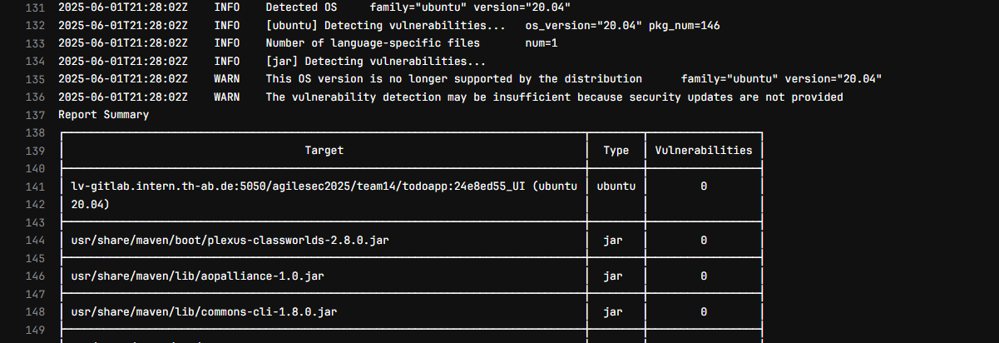 131 2025-06-01T21:28:02Z INFO Detected OS family="ubuntu" version="20.04"
132 2025-06-01T21:28:02Z INFO [ubuntu] Detecting vulnerabilities... os_version="20.04" pkg_num=146
133 2025-06-01T21:28:02Z INFO Number of language-specific files num=1
134 2025-06-01T21:28:02Z INFO [jar] Detecting vulnerabilities...
135 2025-06-01T21:28:02Z WARN This OS version is no longer supported by the distribution family="ubuntu" version="20.04"
136 2025-06-01T21:28:02Z WARN The vulnerability detection may be insufficient because security updates are not provided
137 Report Summary
138
139 Target Type Vulnerabilities
140
141 lv-gitlab.intern.th-ab.de:5050/agilesec2025/team14/todoapp:24e8ed55_UI (ubuntu ubuntu 0
142 20.04)
143
144 usr/share/maven/boot/plexus-classworlds-2.8.0.jar jar 0
145
146 usr/share/maven/lib/aopalliance-1.0.jar jar 0
147
148 usr/share/maven/lib/commons-cli-1.8.0.jar jar 0
149